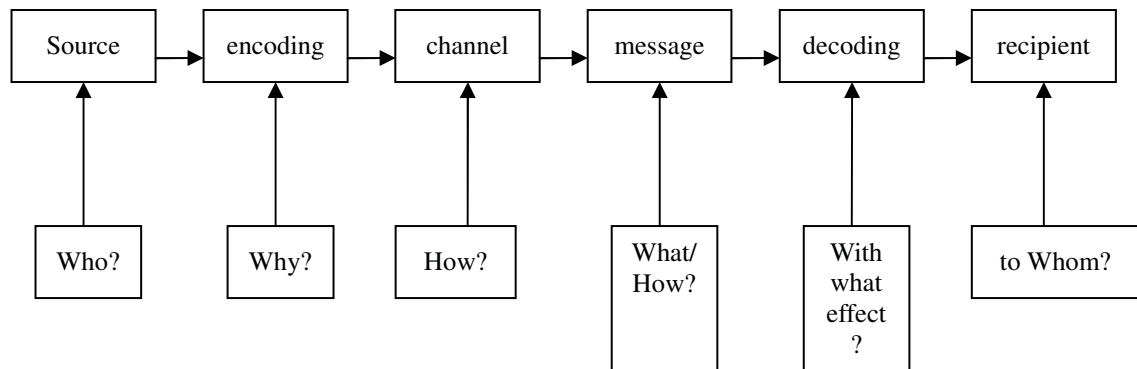 Source
encoding
channel
message
decoding
recipient
Who?
Why?
How?
What/
How?
With
what
effect
?
to Whom?